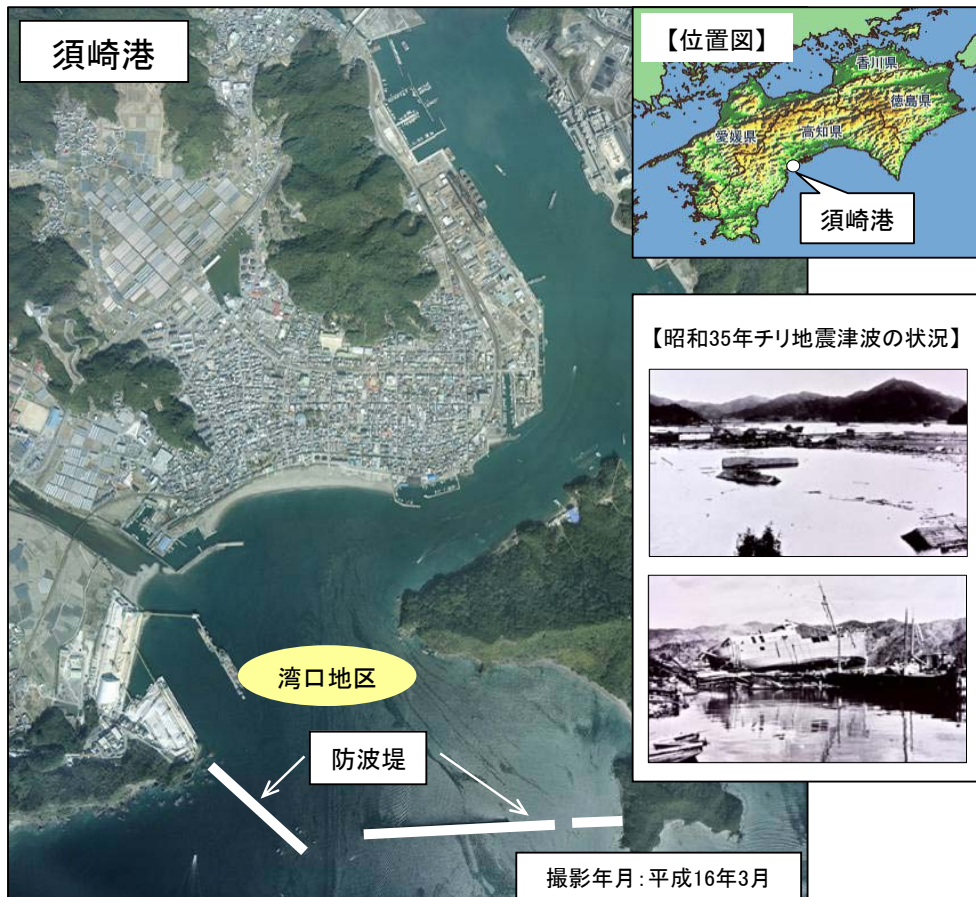 須崎港
【位置図】
香川県
徳島県
愛媛県
高知県
須崎港
【昭和35年チリ地震津波の状況】
湾口地区
防波堤
撮影年月：平成16年3月